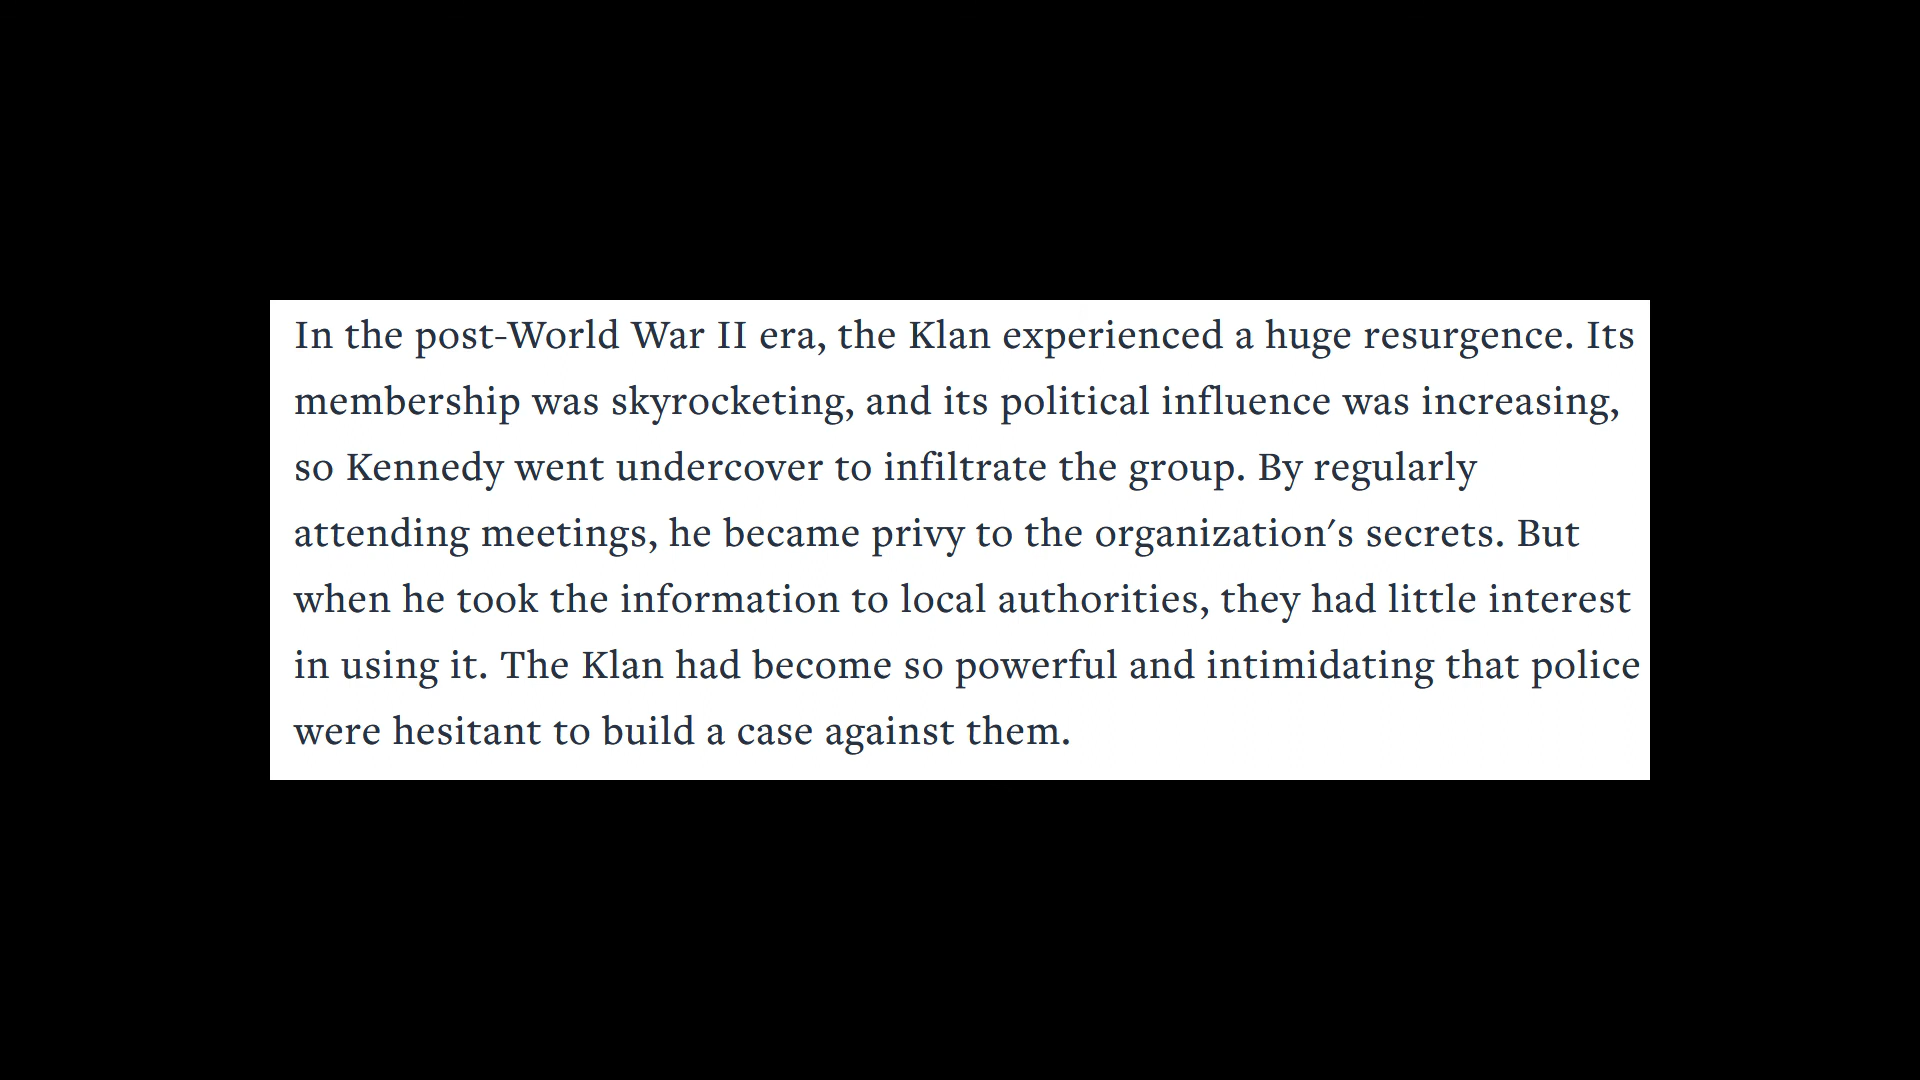 In the post-World War II era, the Klan experienced a huge resurgence. Its
membership was skyrocketing, and its political influence was increasing,
so Kennedy went undercover to infiltrate the group. By regularly
attending meetings, he became privy to the organization's secrets. But
when he took the information to local authorities, they had little interest
in using it. The Klan had become so powerful and intimidating that police
were hesitant to build a case against them.